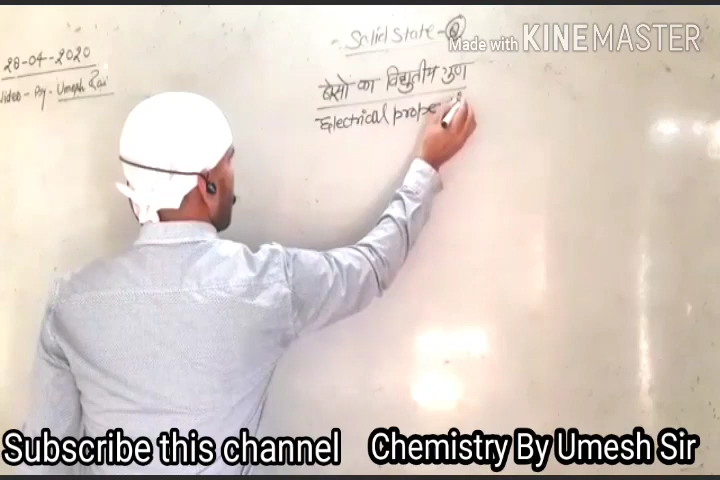 Solid State - ②
Made with KINEMASTER
28-04-2020
Video - By - Umesh Rai
ठोसों का विद्युतीय गुण
Electrical prope
Subscribe this channel Chemistry By Umesh Sir